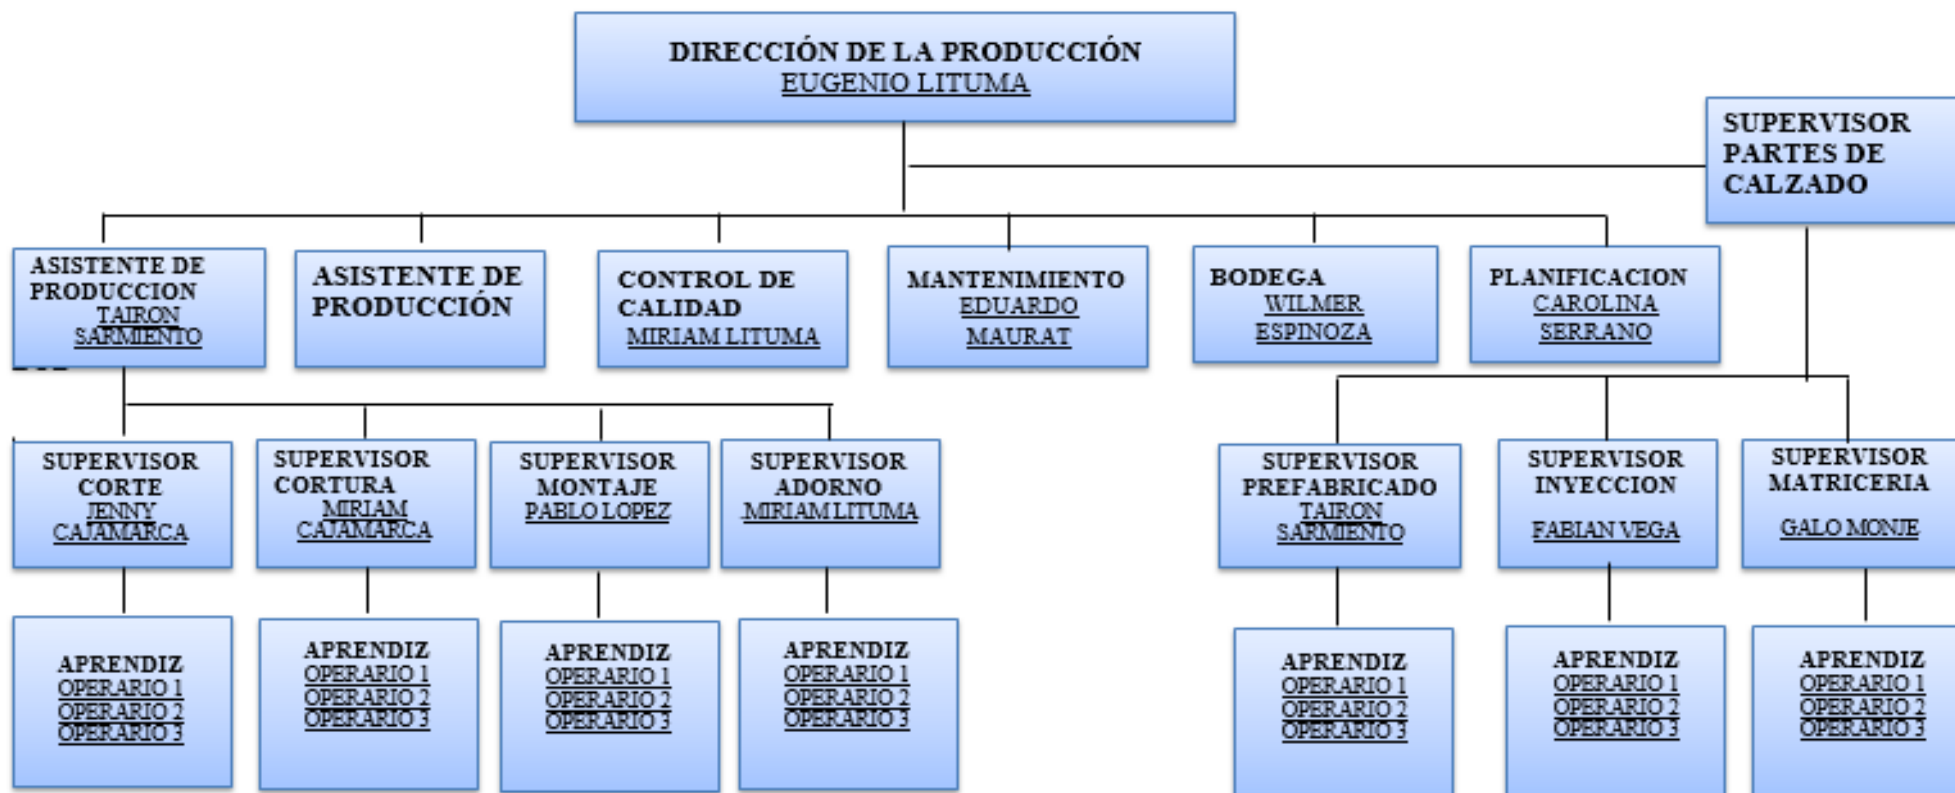 DIRECCIÓN DE LA PRODUCCIÓN
EUGENIO LITUMA
SUPERVISOR
PARTES DE
CALZADO
ASISTENTE DE
PRODUCCION
TAIRON
SARMIENTO
ASISTENTE DE
PRODUCCIÓN
CONTROL DE
CALIDAD
MIRIAM LITUMA
MANTENIMIENTO
EDUARDO
MAURAT
BODEGA
WILMER
ESPINOZA
PLANIFICACION
CAROLINA
SERRANO
SUPERVISOR
CORTE
JENNY
CAJAMARCA
SUPERVISOR
CORTURA
MIRIAM
CAJAMARCA
SUPERVISOR
MONTAJE
PABLO LOPEZ
SUPERVISOR
ADORNO
MIRIAM LITUMA
SUPERVISOR
PREFABRICADO
TAIRON
SARMIENTO
SUPERVISOR
INYECCION
FABIAN VEGA
SUPERVISOR
MATRICERIA
GALO MONJE
APRENDIZ
OPERARIO 1
OPERARIO 2
OPERARIO 3
APRENDIZ
OPERARIO 1
OPERARIO 2
OPERARIO 3
APRENDIZ
OPERARIO 1
OPERARIO 2
OPERARIO 3
APRENDIZ
OPERARIO 1
OPERARIO 2
OPERARIO 3
APRENDIZ
OPERARIO 1
OPERARIO 2
OPERARIO 3
APRENDIZ
OPERARIO 1
OPERARIO 2
OPERARIO 3
APRENDIZ
OPERARIO 1
OPERARIO 2
OPERARIO 3